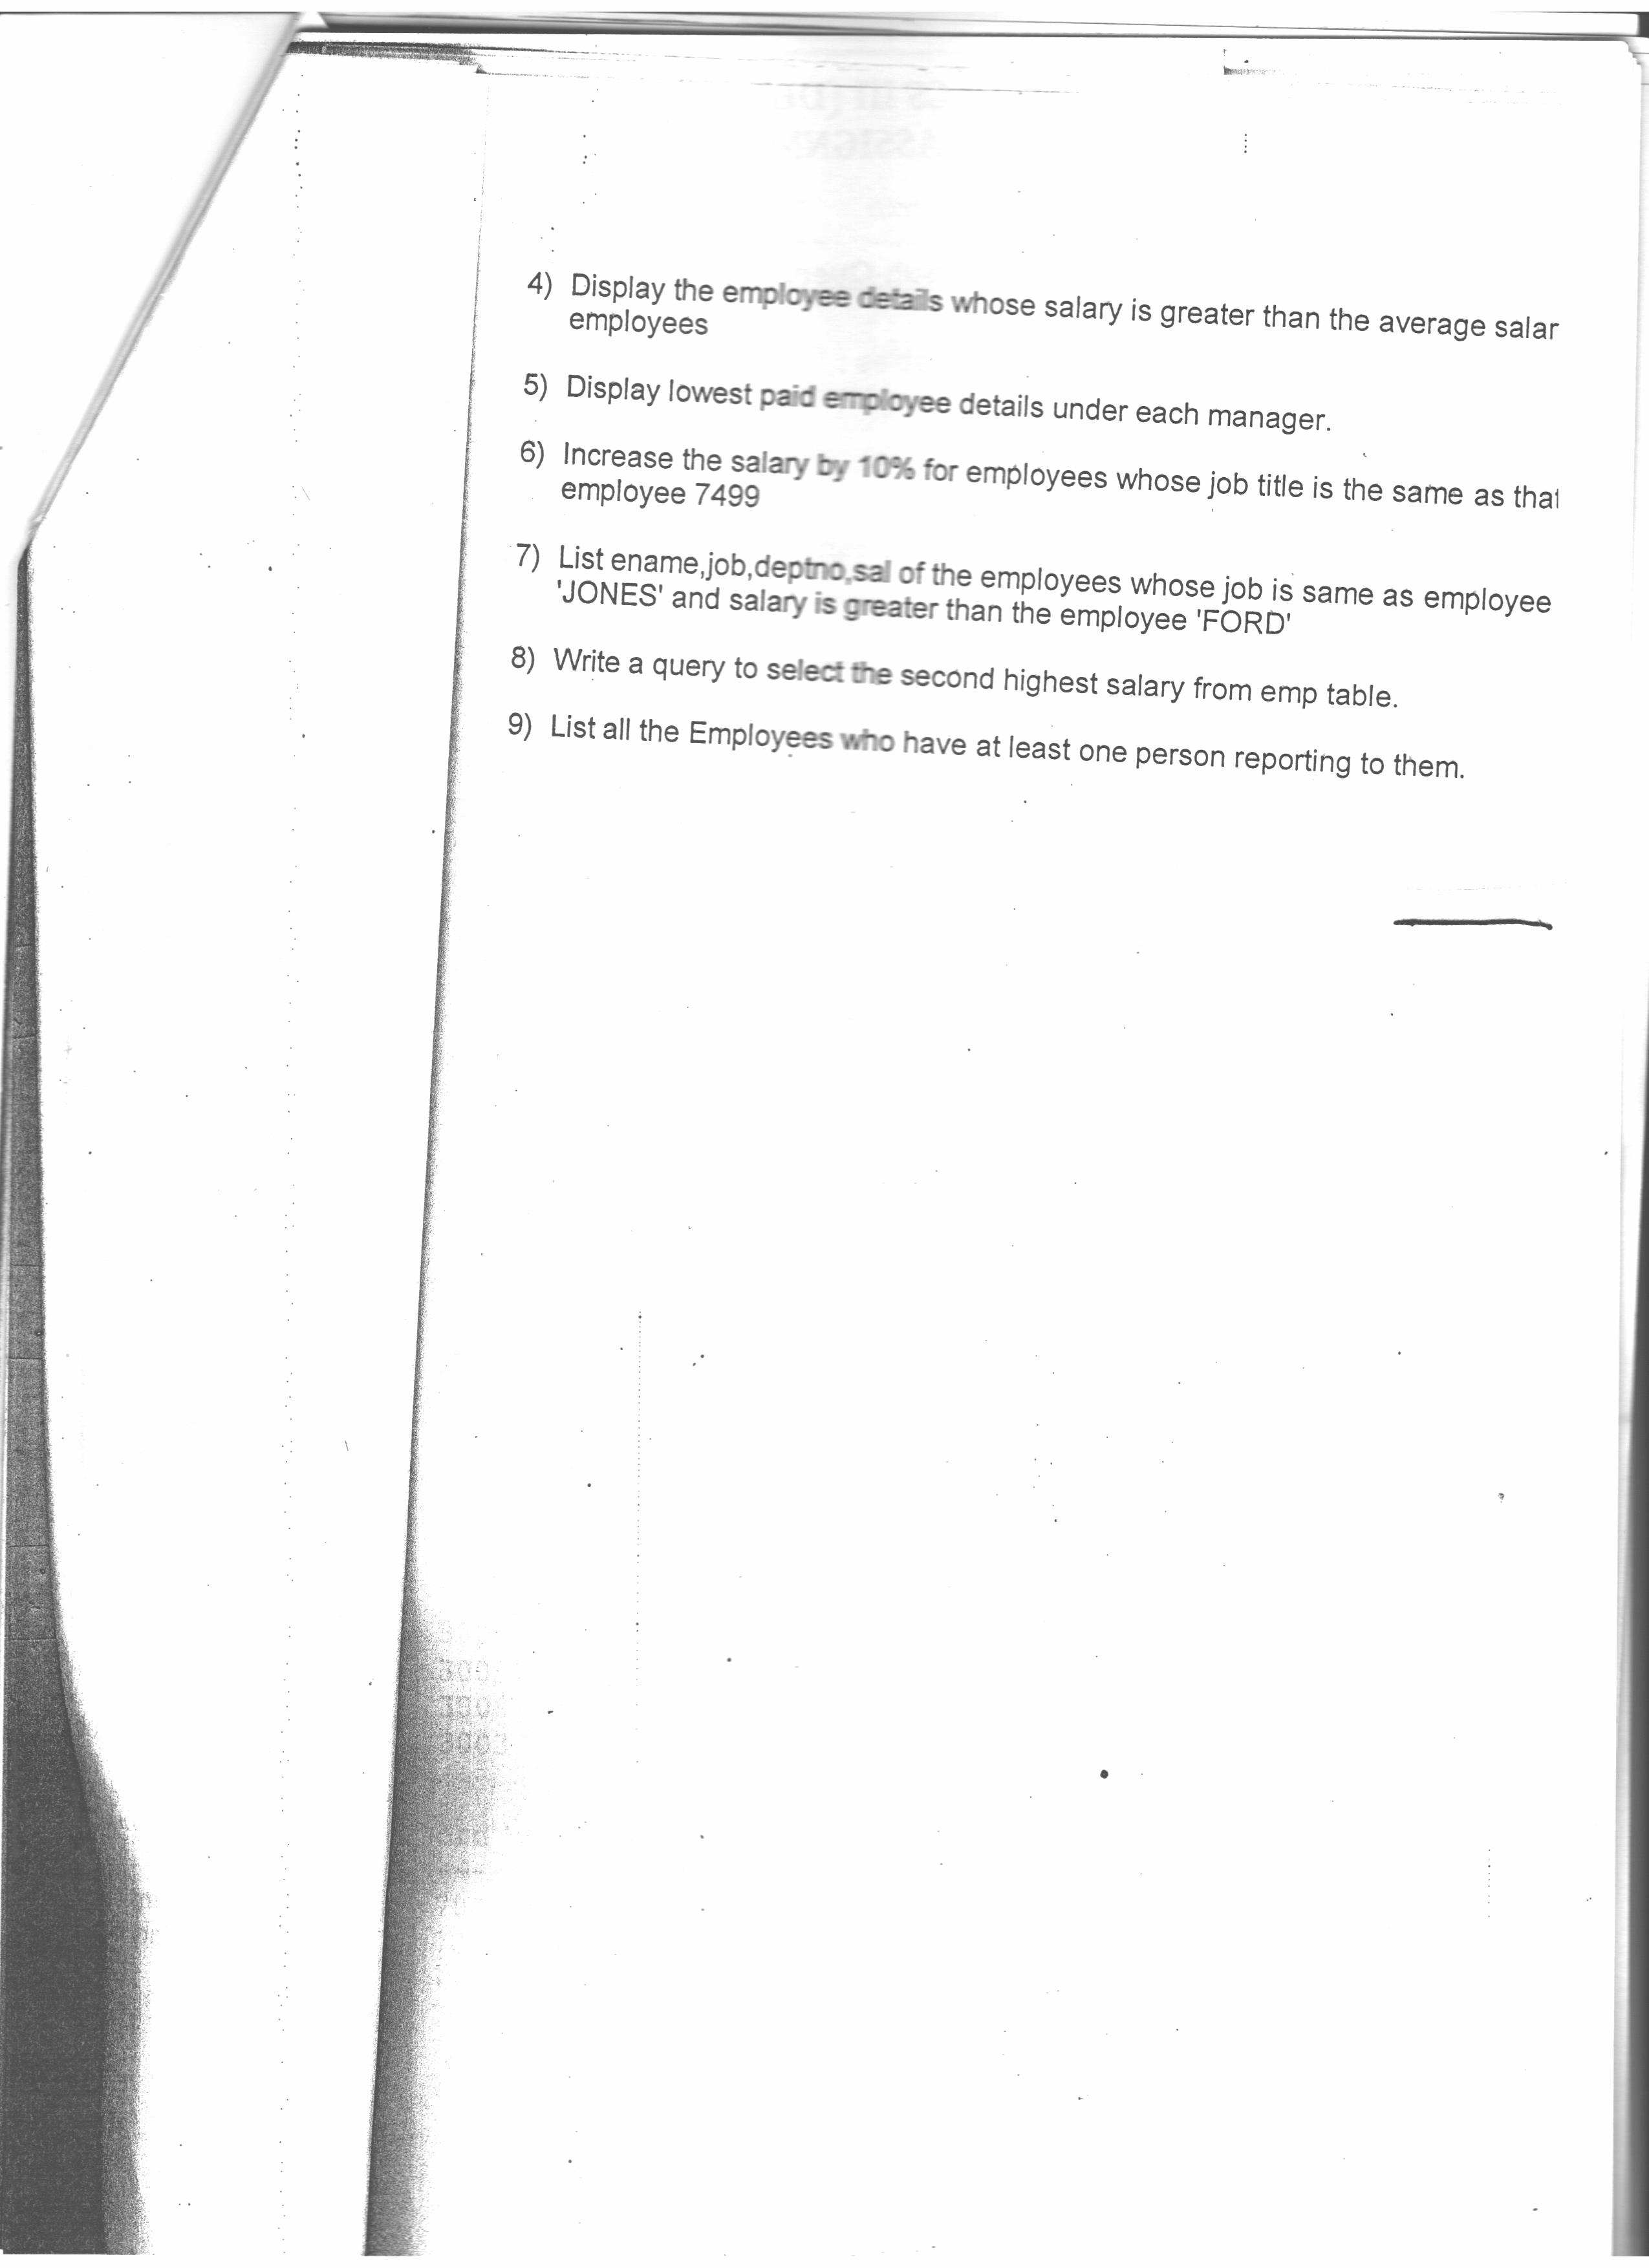 4) Display the employee details whose salary is greater than the average salar
employees
5) Display lowest paid employee details under each manager.
6) Increase the salary by 10% for employees whose job title is the same as that
employee 7499
7) List ename,job,deptno,sal of the employees whose job is same as employee
'JONES' and salary is greater than the employee 'FORD'
8) Write a query to select the second highest salary from emp table.
9) List all the Employees who have at least one person reporting to them.